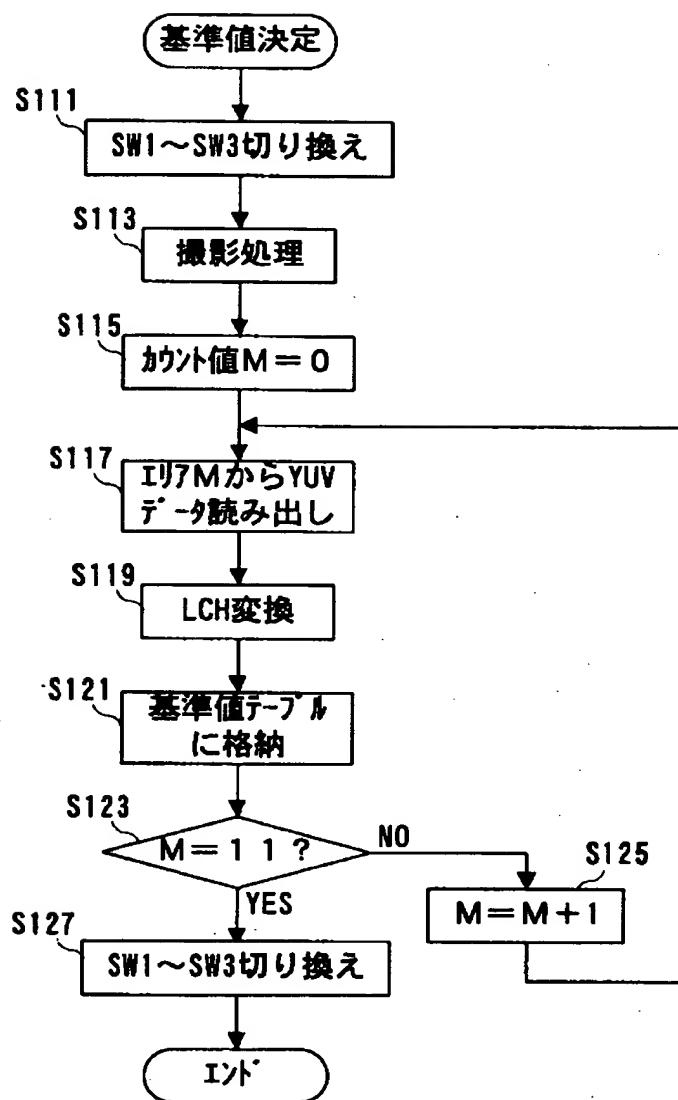 基準値決定
S111
SW1～SW3切り換え
S113
撮影処理
S115
ｶｳﾝﾄ値M＝0
S117
ｴﾘｱMからYUV
ﾃﾞｰﾀ読み出し
S119
LCH変換
S121
基準値ﾃｰﾌﾞﾙ
に格納
S123
M＝11？
NO
S125
YES
M＝M＋1
S127
SW1～SW3切り換え
ｴﾝﾄﾞ